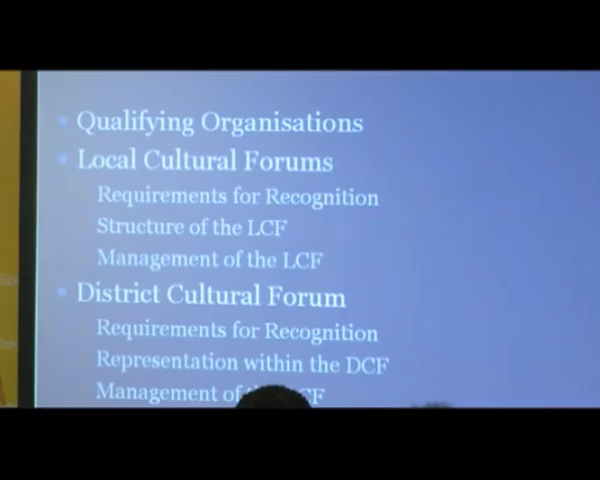 Qualifying Organisations
Local Cultural Forums
Requirements for Recognition
Structure of the LCF
Management of the LCF
District Cultural Forum
Requirements for Recognition
Representation within the DCF
Management of